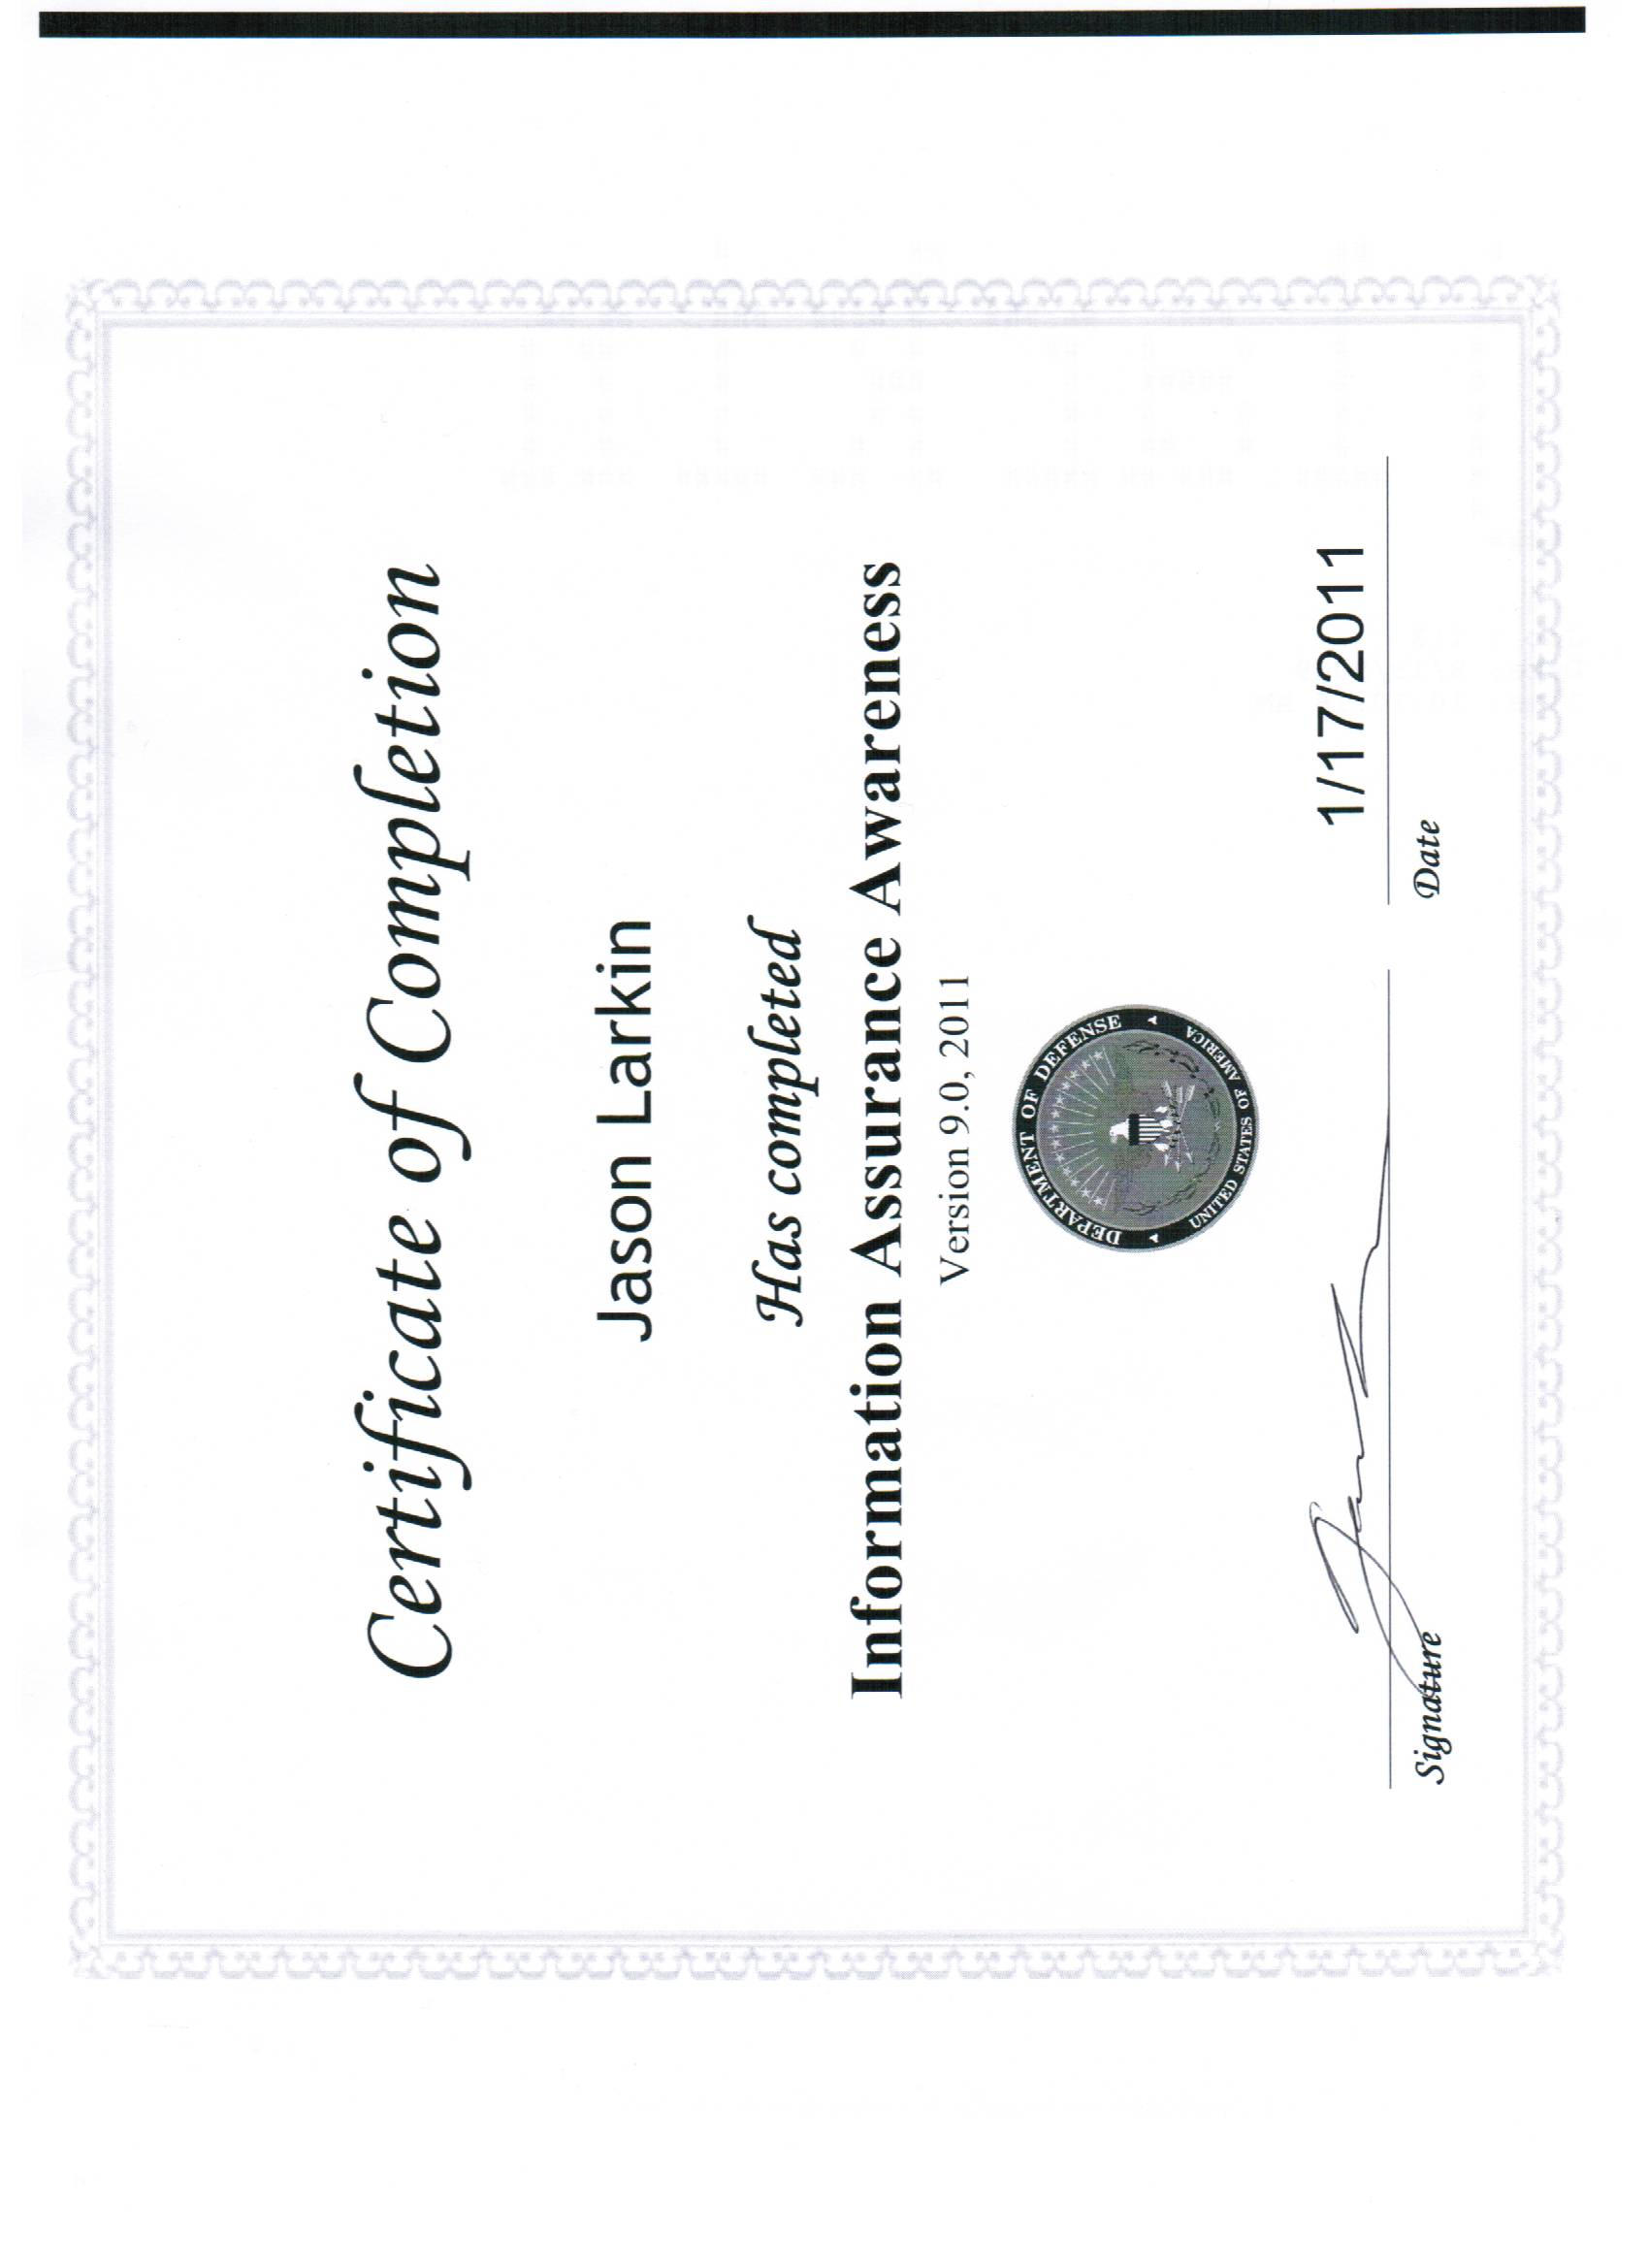 Certificate of Completion
Jason Larkin
Has completed
Information Assurance Awareness
Version 9.0, 2011
DEPARTMENT OF DEFENSE
UNITED STATES OF AMERICA
1/17/2011
Signature
Date